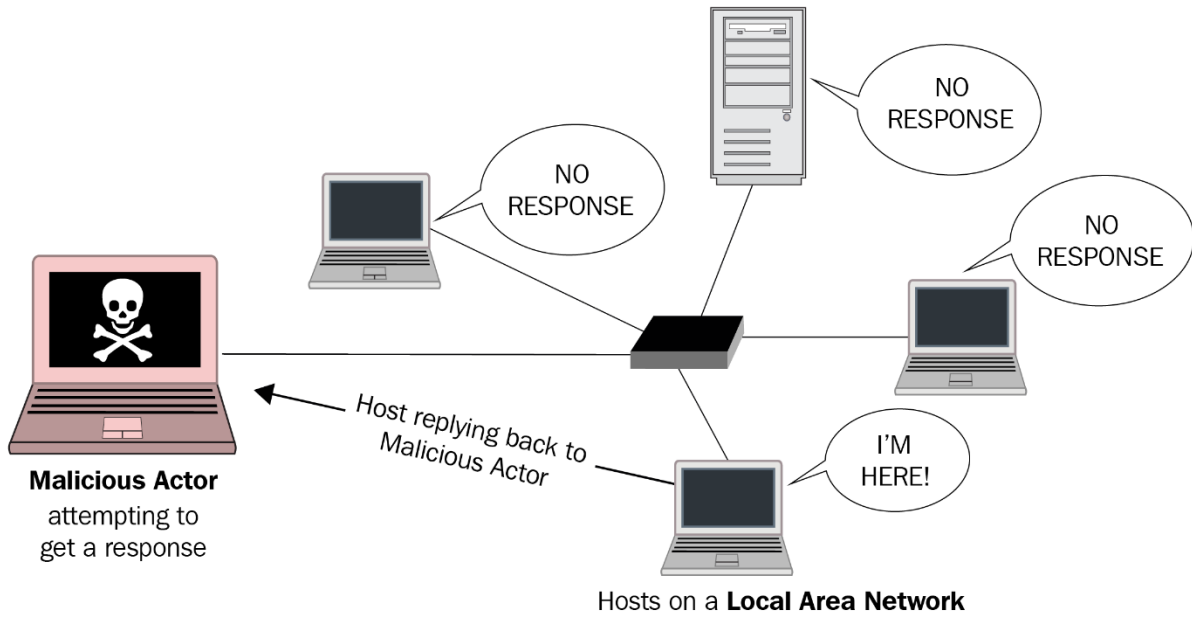 NO
RESPONSE
NO
RESPONSE
NO
RESPONSE
Host replying back to
Malicious Actor
I'M
HERE!
Malicious Actor
attempting to
get a response
Hosts on a Local Area Network